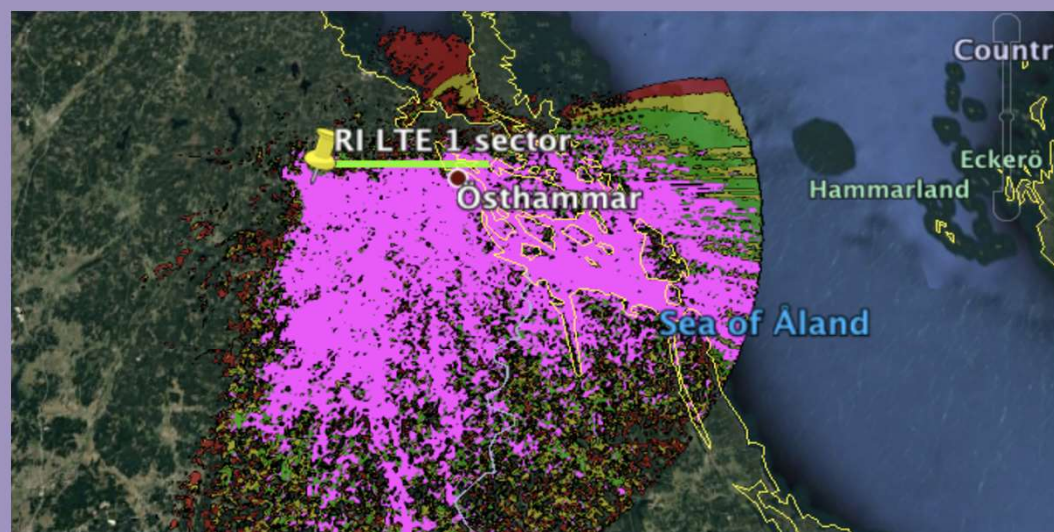 Countr
RI LTE 1 sector
Eckerö
Hammarland
Östhammar
Sea of Åland